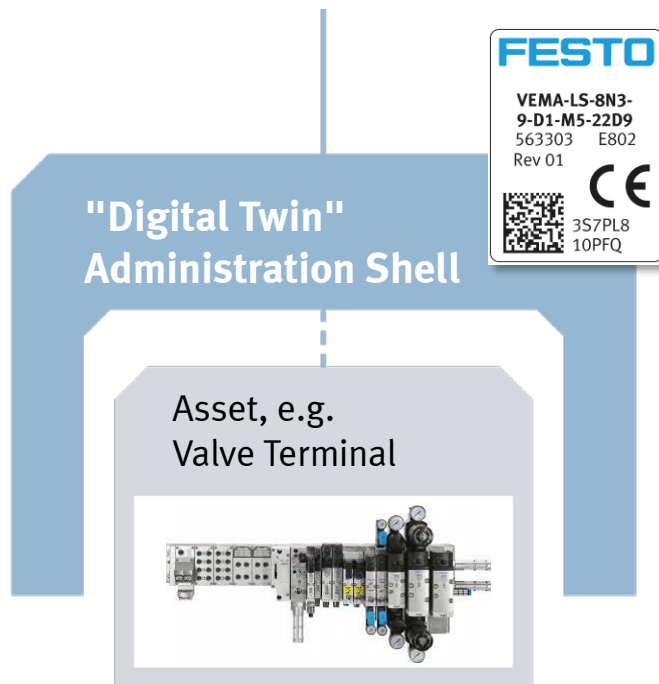 FESTO
VEMA-LS-8N3-
9-D1-M5-22D9
563303 E802
Rev 01
CE
3S7PL8
10PFQ
"Digital Twin"
Administration Shell
Asset, e.g.
Valve Terminal